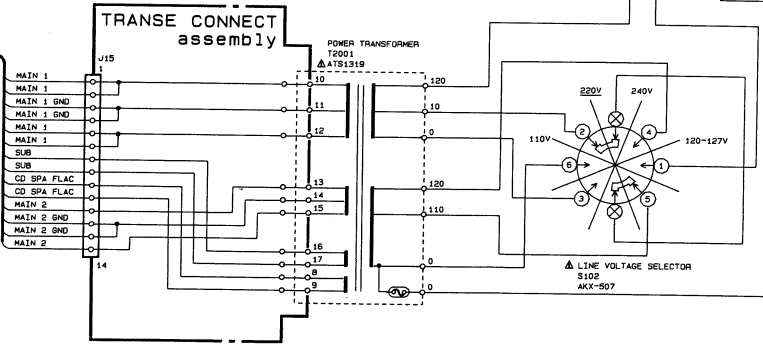 TRANSE CONNECT
assembly
J15
1
MAIN 1
MAIN 1
MAIN 1 GND
MAIN 1 GND
MAIN 1
MAIN 1
SUB
SUB
CD SPA FLAC
CD SPA FLAC
MAIN 2
MAIN 2 GND
MAIN 2 GND
MAIN 2
14
POWER TRANSFORMER
T2001
ATS1319
10
11
12
13
14
15
16
17
8
9
120
10
0
120
110
0
0
220V
240V
110V
120-127V
2
4
6
1
3
5
LINE VOLTAGE SELECTOR
S102
AKX-507